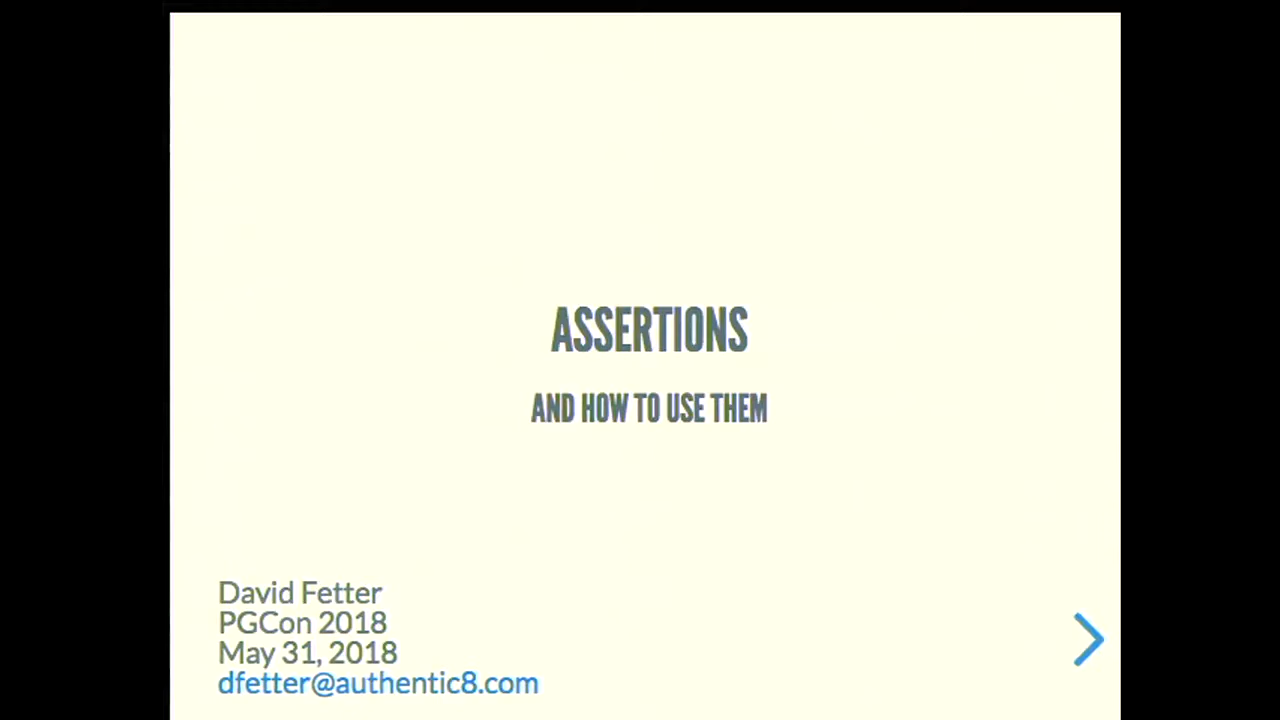 ASSERTIONS
AND HOW TO USE THEM
David Fetter
PGCon 2018
May 31, 2018
dfetter@authentic8.com